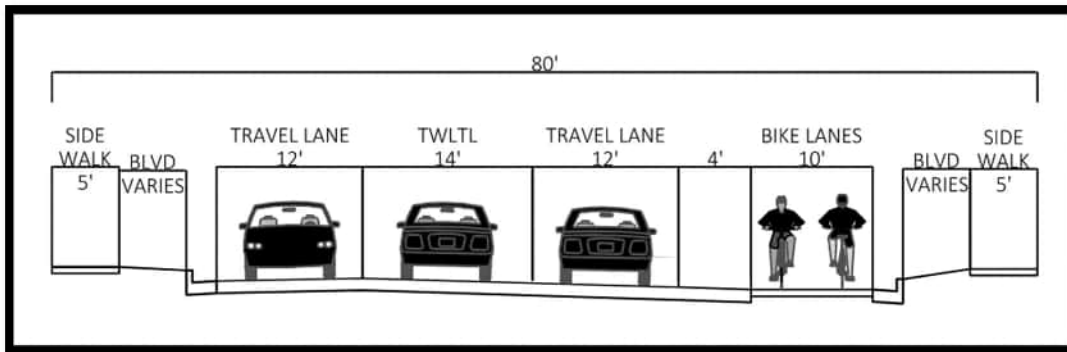 80'
SIDE
WALK
5'
BLVD
VARIES
TRAVEL LANE
12'
TWLTL
14'
TRAVEL LANE
12'
4'
BIKE LANES
10'
BLVD
VARIES
SIDE
WALK
5'